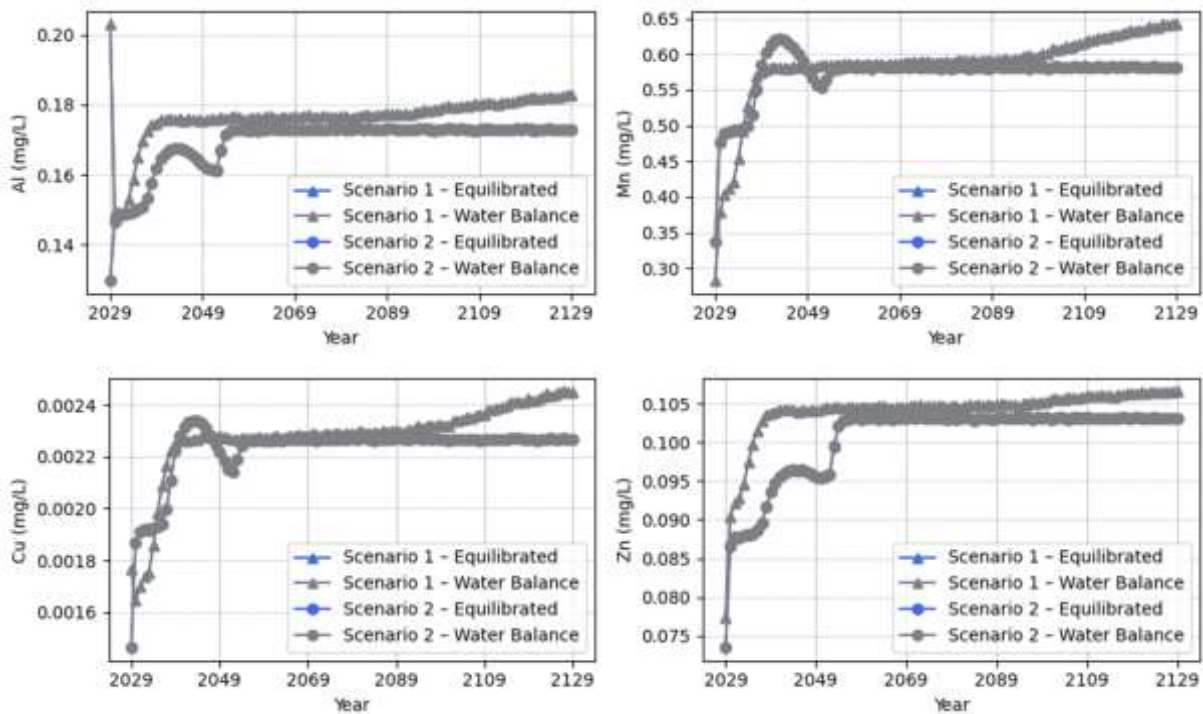 0.20
0.18
0.16
0.14
Al (mg/L)
Scenario 1 – Equilibrated
Scenario 1 – Water Balance
Scenario 2 – Equilibrated
Scenario 2 – Water Balance
2029 2049 2069 2089 2109 2129
Year
0.65
0.60
0.55
0.50
0.45
0.40
0.35
0.30
Mn (mg/L)
Scenario 1 – Equilibrated
Scenario 1 – Water Balance
Scenario 2 – Equilibrated
Scenario 2 – Water Balance
2029 2049 2069 2089 2109 2129
Year
0.0024
0.0022
0.0020
0.0018
0.0016
Cu (mg/L)
Scenario 1 – Equilibrated
Scenario 1 – Water Balance
Scenario 2 – Equilibrated
Scenario 2 – Water Balance
2029 2049 2069 2089 2109 2129
Year
0.105
0.100
0.095
0.090
0.085
0.080
0.075
Zn (mg/L)
Scenario 1 – Equilibrated
Scenario 1 – Water Balance
Scenario 2 – Equilibrated
Scenario 2 – Water Balance
2029 2049 2069 2089 2109 2129
Year